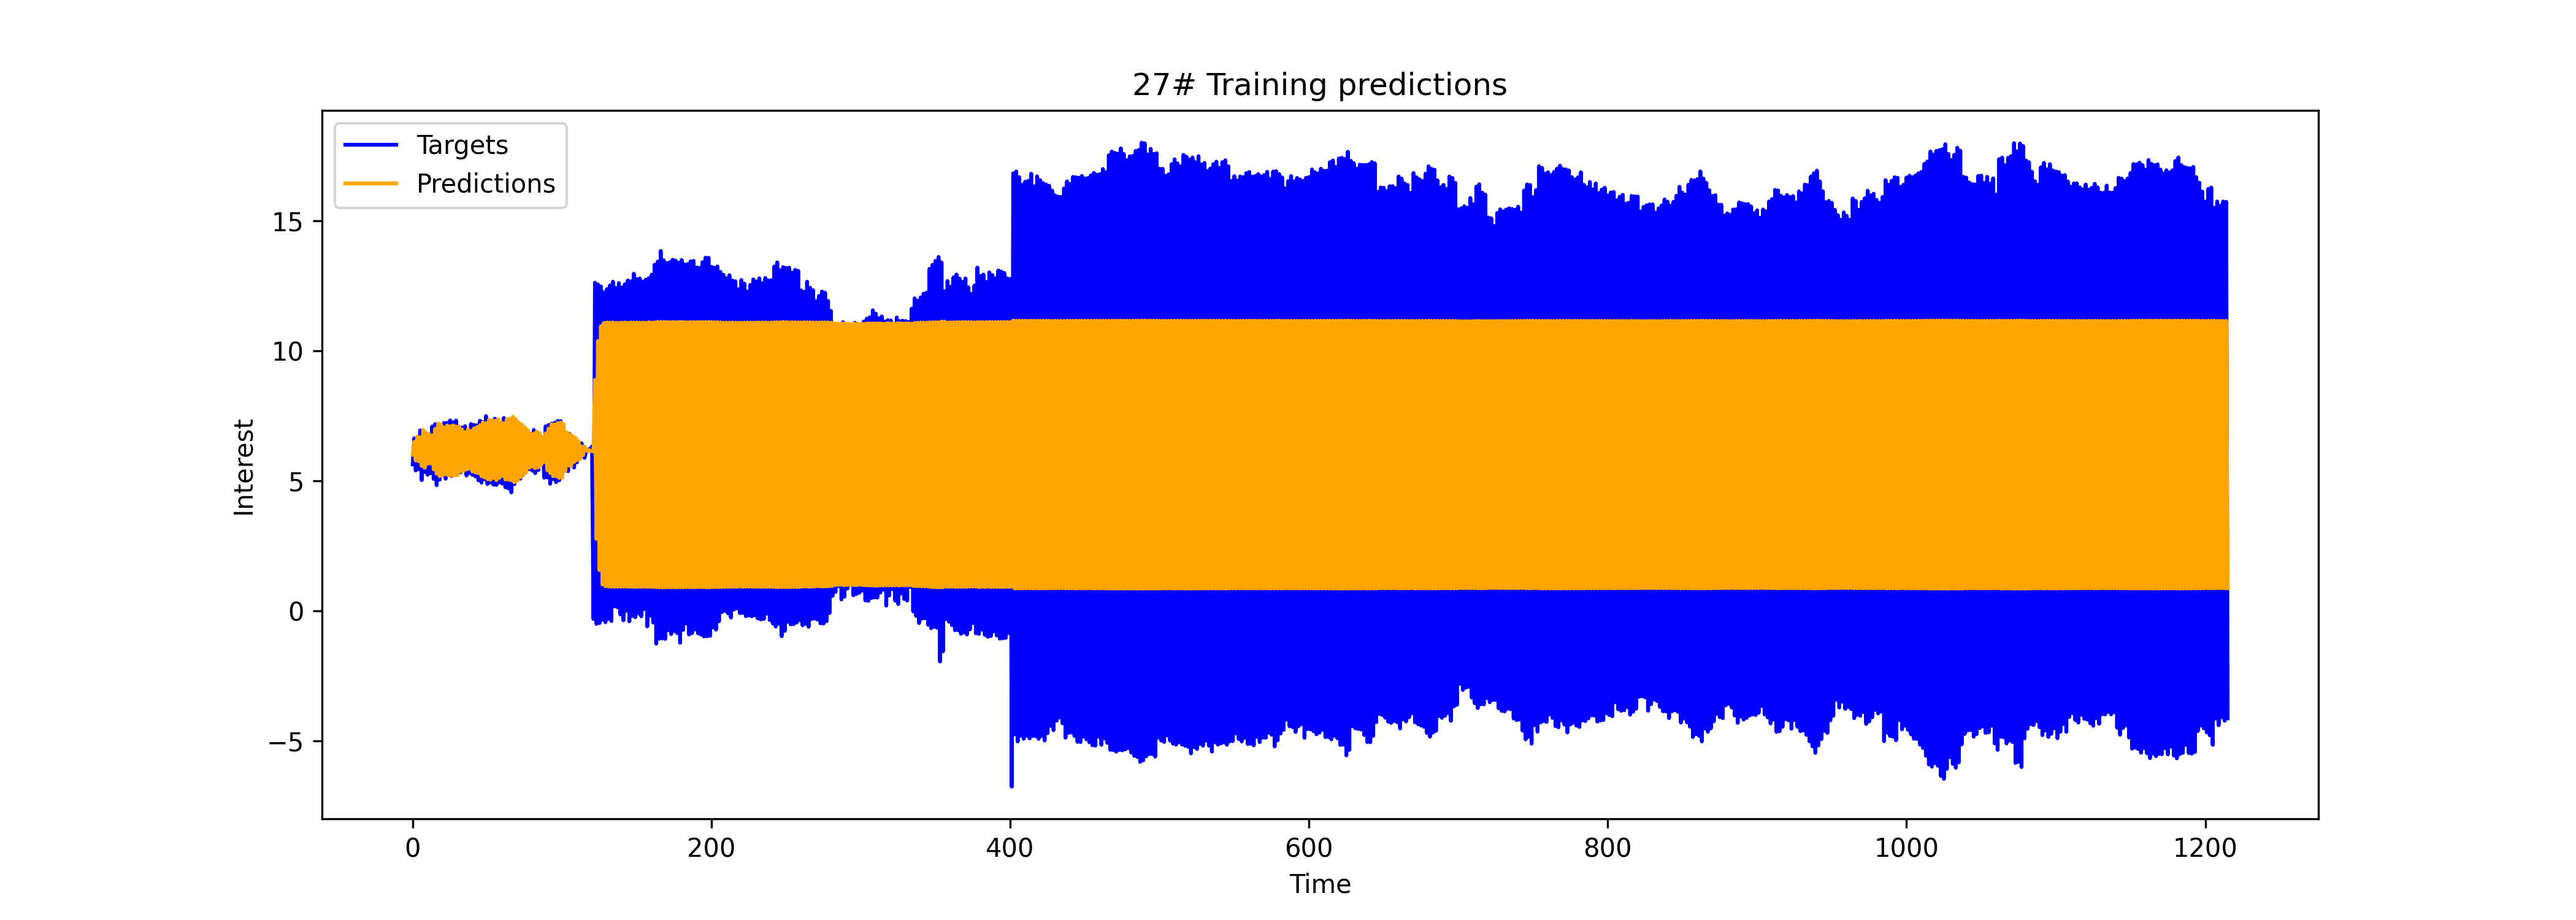 27# Training predictions
Targets
Predictions
Interest
15
10
5
0
−5
0 200 400 600 800 1000 1200
Time